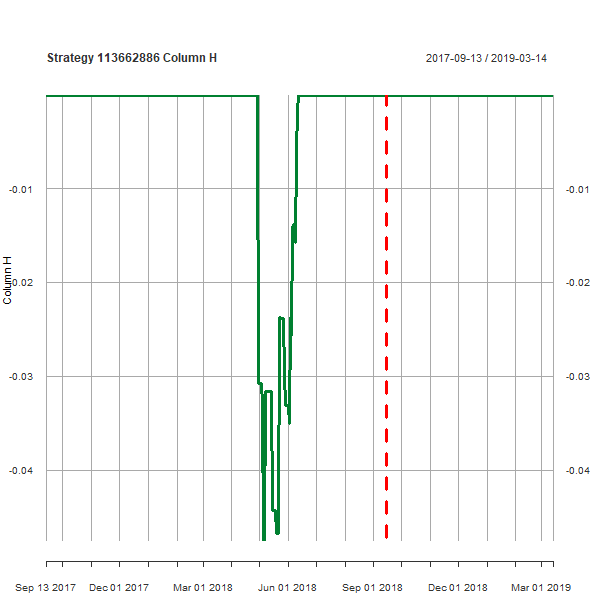 Strategy 113662886 Column H
2017-09-13 / 2019-03-14
Column H
-0.01
-0.01
-0.02
-0.02
-0.03
-0.03
-0.04
-0.04
Sep 13 2017
Dec 01 2017
Mar 01 2018
Jun 01 2018
Sep 01 2018
Dec 01 2018
Mar 01 2019